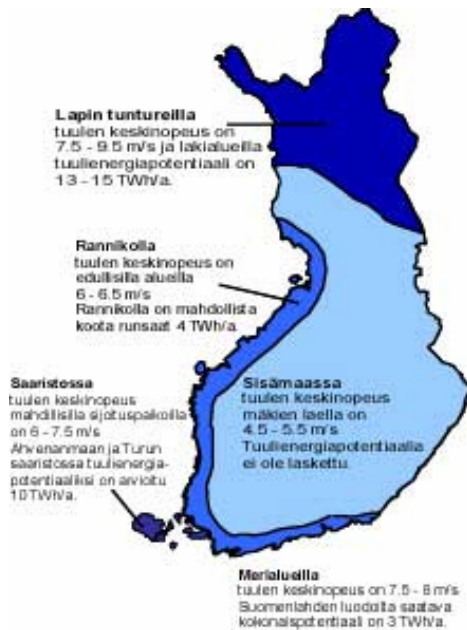 Lapin tuntureilla
tuulen keskinopeus on
7.5 - 9.5 m/s ja lakialueilla
tuulienergiapotentiaali on
13 - 15 TWh/a.
Rannikolla
tuulen keskinopeus on
edullisilla alueilla
6 - 6.5 m/s
Rannikolla on mahdollista
koota runsaat 4 TWh/a.
Saaristossa
tuulen keskinopeus
mahdillisilla sijotuspaikoilla
on 6 - 7.5 m/s
Ahvenanmaan ja Turun
saaristossa tuulienergia-
potentiaaliksi on arvioitu
10 TWh/a.
Sisämaassa
tuulen keskinopeus
mäkien laella on
4.5 - 5.5 m/s.
Tuulienergiapotentiaalia
ei ole laskettu.
Merialueilla
tuulen keskinopeus on 7.5 - 8 m/s
Suomenlahden luodoilta saatava
kokonaispotentiaali on 3 TWh/a.